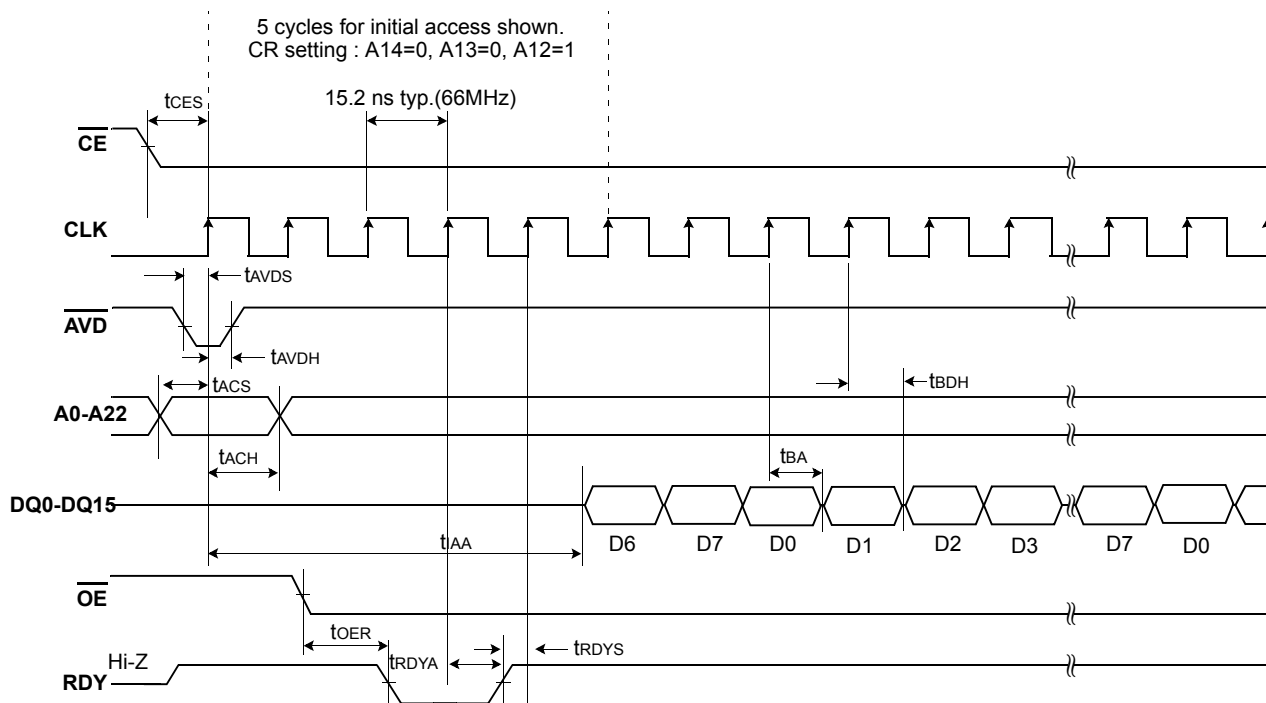 5 cycles for initial access shown.
CR setting : A14=0, A13=0, A12=1
15.2 ns typ.(66MHz)
tCES
CE
CLK
tAVDS
AVD
tAVDH
tACS
tBDH
A0-A22
tACH
tBA
DQ0-DQ15
tIAA
D6 D7 D0 D1 D2 D3 D7 D0
OE
tOER
tRDYS
Hi-Z
tRDYA
RDY